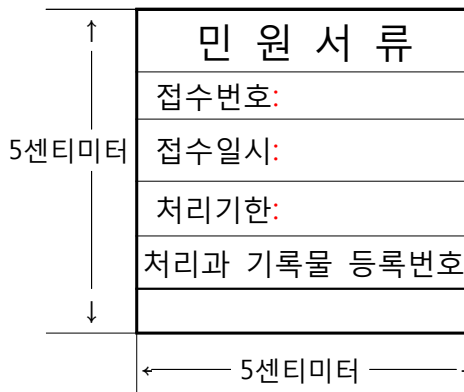 민 원 서 류
접수번호:
5센티미터
접수일시:
처리기한:
처리과 기록물 등록번호
5센티미터